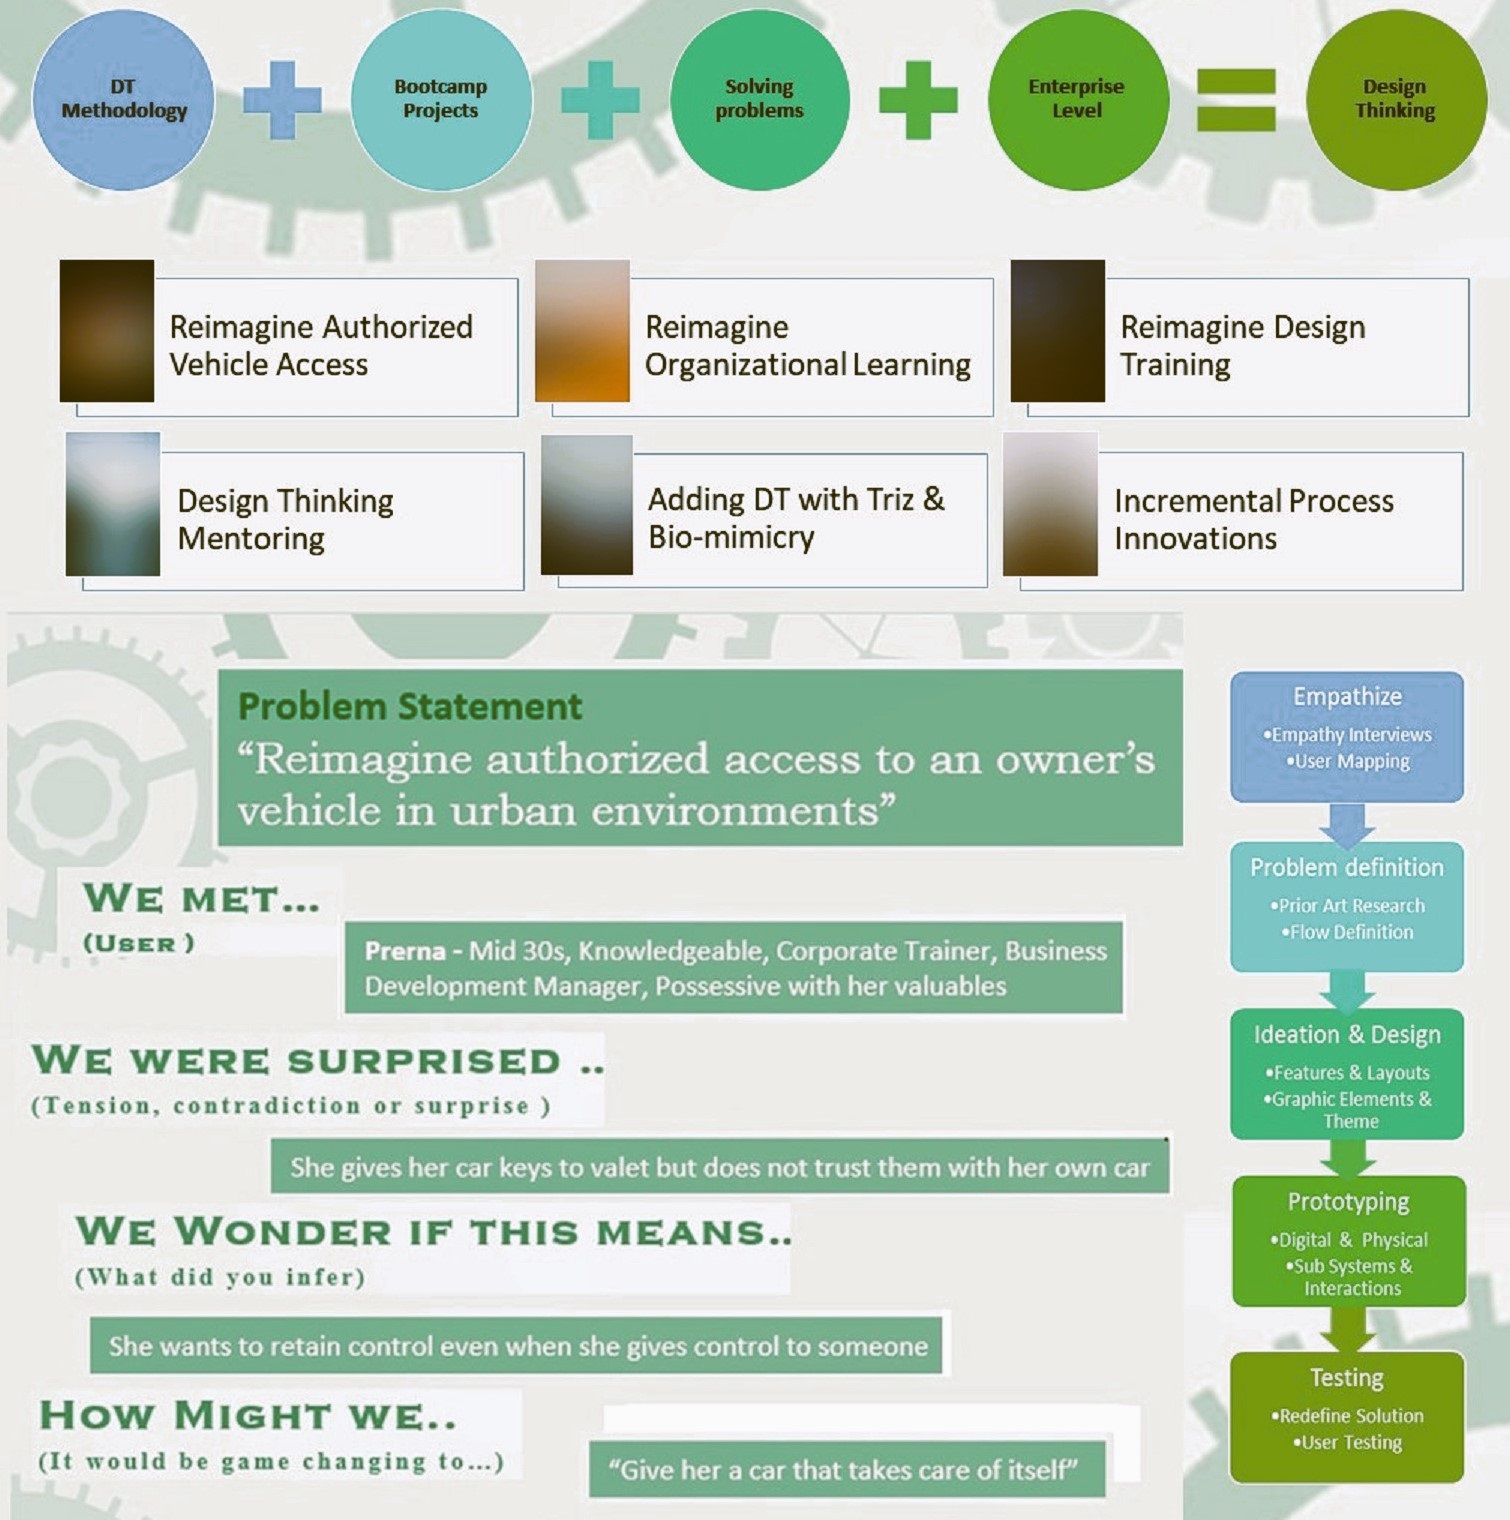 DT
Methodology
Bootcamp
Projects
Solving
problems
Enterprise
Level
Design
Thinking
Reimagine Authorized
Vehicle Access
Reimagine
Organizational Learning
Reimagine Design
Training
Design Thinking
Mentoring
Adding DT with Triz &
Bio-mimicry
Incremental Process
Innovations
Problem Statement
“Reimagine authorized access to an owner’s
vehicle in urban environments”
WE MET...
(USER )
Prerna - Mid 30s, Knowledgeable, Corporate Trainer, Business
Development Manager, Possessive with her valuables
WE WERE SURPRISED ..
(Tension, contradiction or surprise )
She gives her car keys to valet but does not trust them with her own car
WE WONDER IF THIS MEANS..
(What did you infer)
She wants to retain control even when she gives control to someone
HOW MIGHT WE..
(It would be game changing to...)
“Give her a car that takes care of itself”
Empathize
•Empathy Interviews
•User Mapping
Problem definition
•Prior Art Research
•Flow Definition
Ideation & Design
•Features & Layouts
•Graphic Elements &
Theme
Prototyping
•Digital & Physical
•Sub Systems &
Interactions
Testing
•Redefine Solution
•User Testing